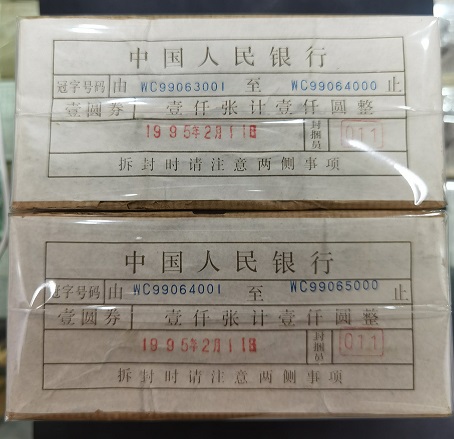 中国人民银行
冠字号码 由 WC99063001 至 WC99064000 止
壹圆券 壹仟张计壹仟圆整
1995年2月11日 封捆员 011
拆封时请注意两侧事项
中国人民银行
冠字号码 由 WC99064001 至 WC99065000 止
壹圆券 壹仟张计壹仟圆整
1995年2月11日 封捆员 011
拆封时请注意两侧事项